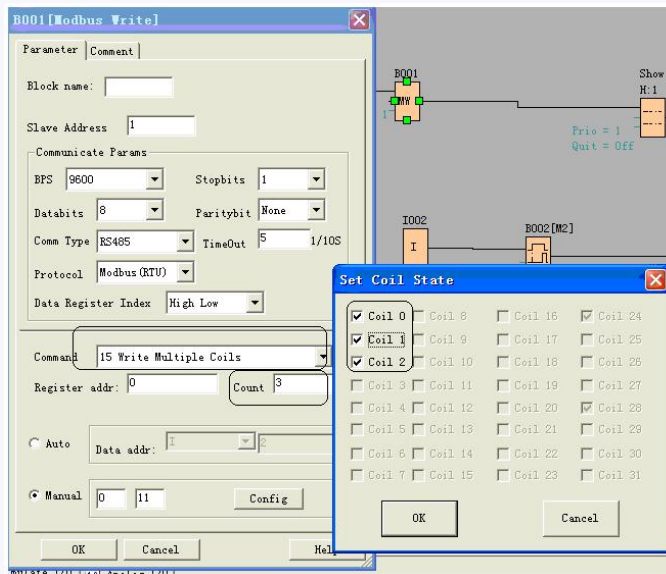 B001[Modbus Write]
Parameter
Comment
Block name:
Slave Address 1
Communicate Params
BPS 9600 Stopbits 1
Databits 8 Paritybit None
Comm Type RS485 TimeOut 5 1/10S
Protocol Modbus(RTU)
Data Register Index High Low
Command 15 Write Multiple Coils
Register addr: 0 Count 3
Auto Data addr: I 2
Manual 0 11 Config
OK Cancel Help
B001
MW
1
Show
H:1
Prio = 1
Quit = Off
I002
I
B002[M2]
Set Coil State
Coil 0 Coil 8 Coil 16 Coil 24
Coil 1 Coil 9 Coil 17 Coil 25
Coil 2 Coil 10 Coil 18 Coil 26
Coil 3 Coil 11 Coil 19 Coil 27
Coil 4 Coil 12 Coil 20 Coil 28
Coil 5 Coil 13 Coil 21 Coil 29
Coil 6 Coil 14 Coil 22 Coil 30
Coil 7 Coil 15 Coil 23 Coil 31
OK Cancel